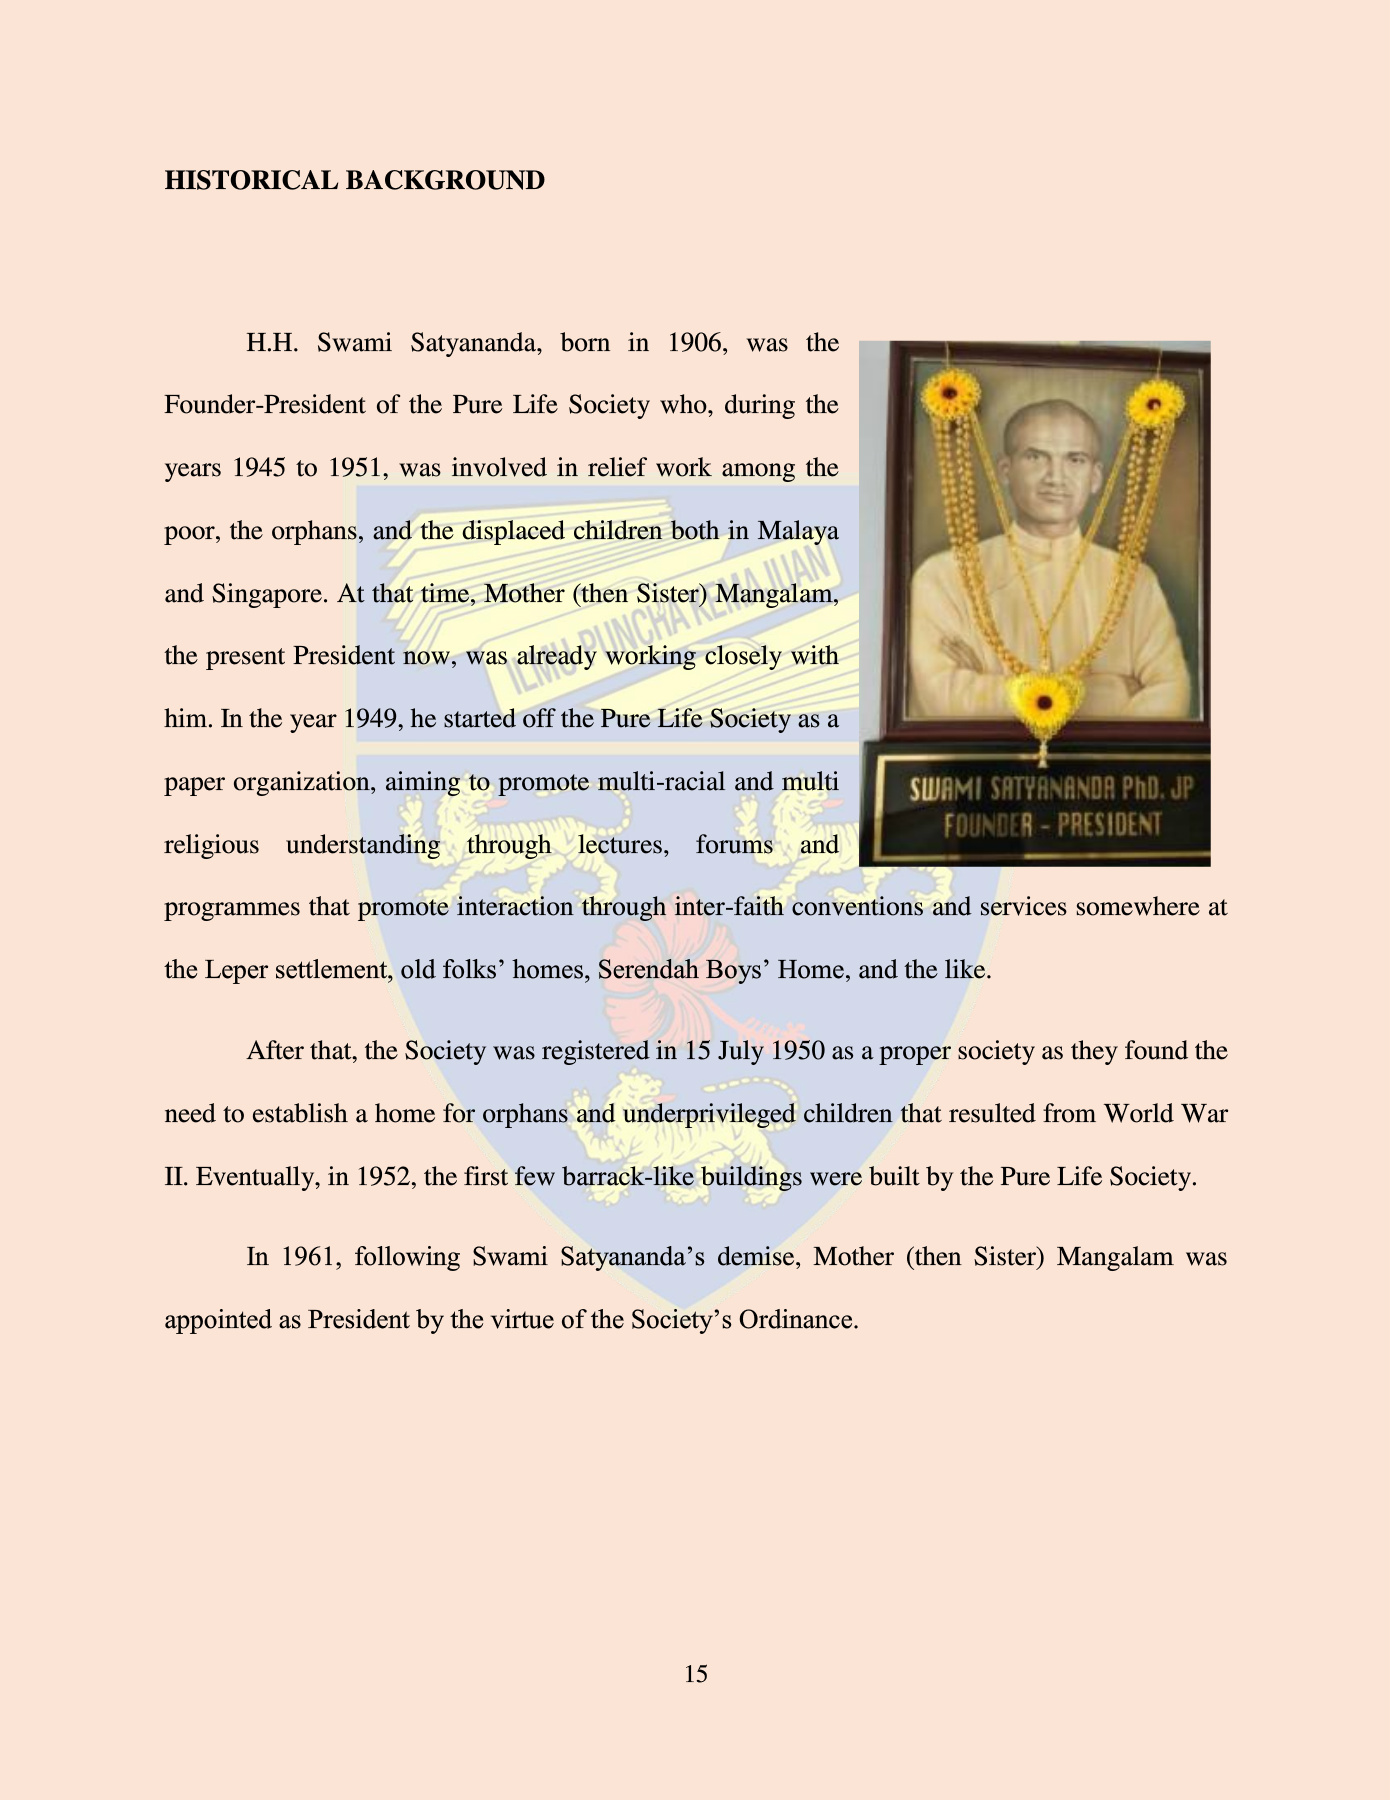 HISTORICAL BACKGROUND
H.H. Swami Satyananda, born in 1906, was the
Founder-President of the Pure Life Society who, during the
years 1945 to 1951, was involved in relief work among the
poor, the orphans, and the displaced children both in Malaya
and Singapore. At that time, Mother (then Sister) Mangalam,
the present President now, was already working closely with
him. In the year 1949, he started off the Pure Life Society as a
paper organization, aiming to promote multi-racial and multi
religious understanding through lectures, forums and
programmes that promote interaction through inter-faith conventions and services somewhere at
the Leper settlement, old folks’ homes, Serendah Boys’ Home, and the like.
SWAMI SATYANANDA PhD. JP
FOUNDER - PRESIDENT
ILMU PUNCHA KEMAJUAN
After that, the Society was registered in 15 July 1950 as a proper society as they found the
need to establish a home for orphans and underprivileged children that resulted from World War
II. Eventually, in 1952, the first few barrack-like buildings were built by the Pure Life Society.
In 1961, following Swami Satyananda’s demise, Mother (then Sister) Mangalam was
appointed as President by the virtue of the Society’s Ordinance.
15